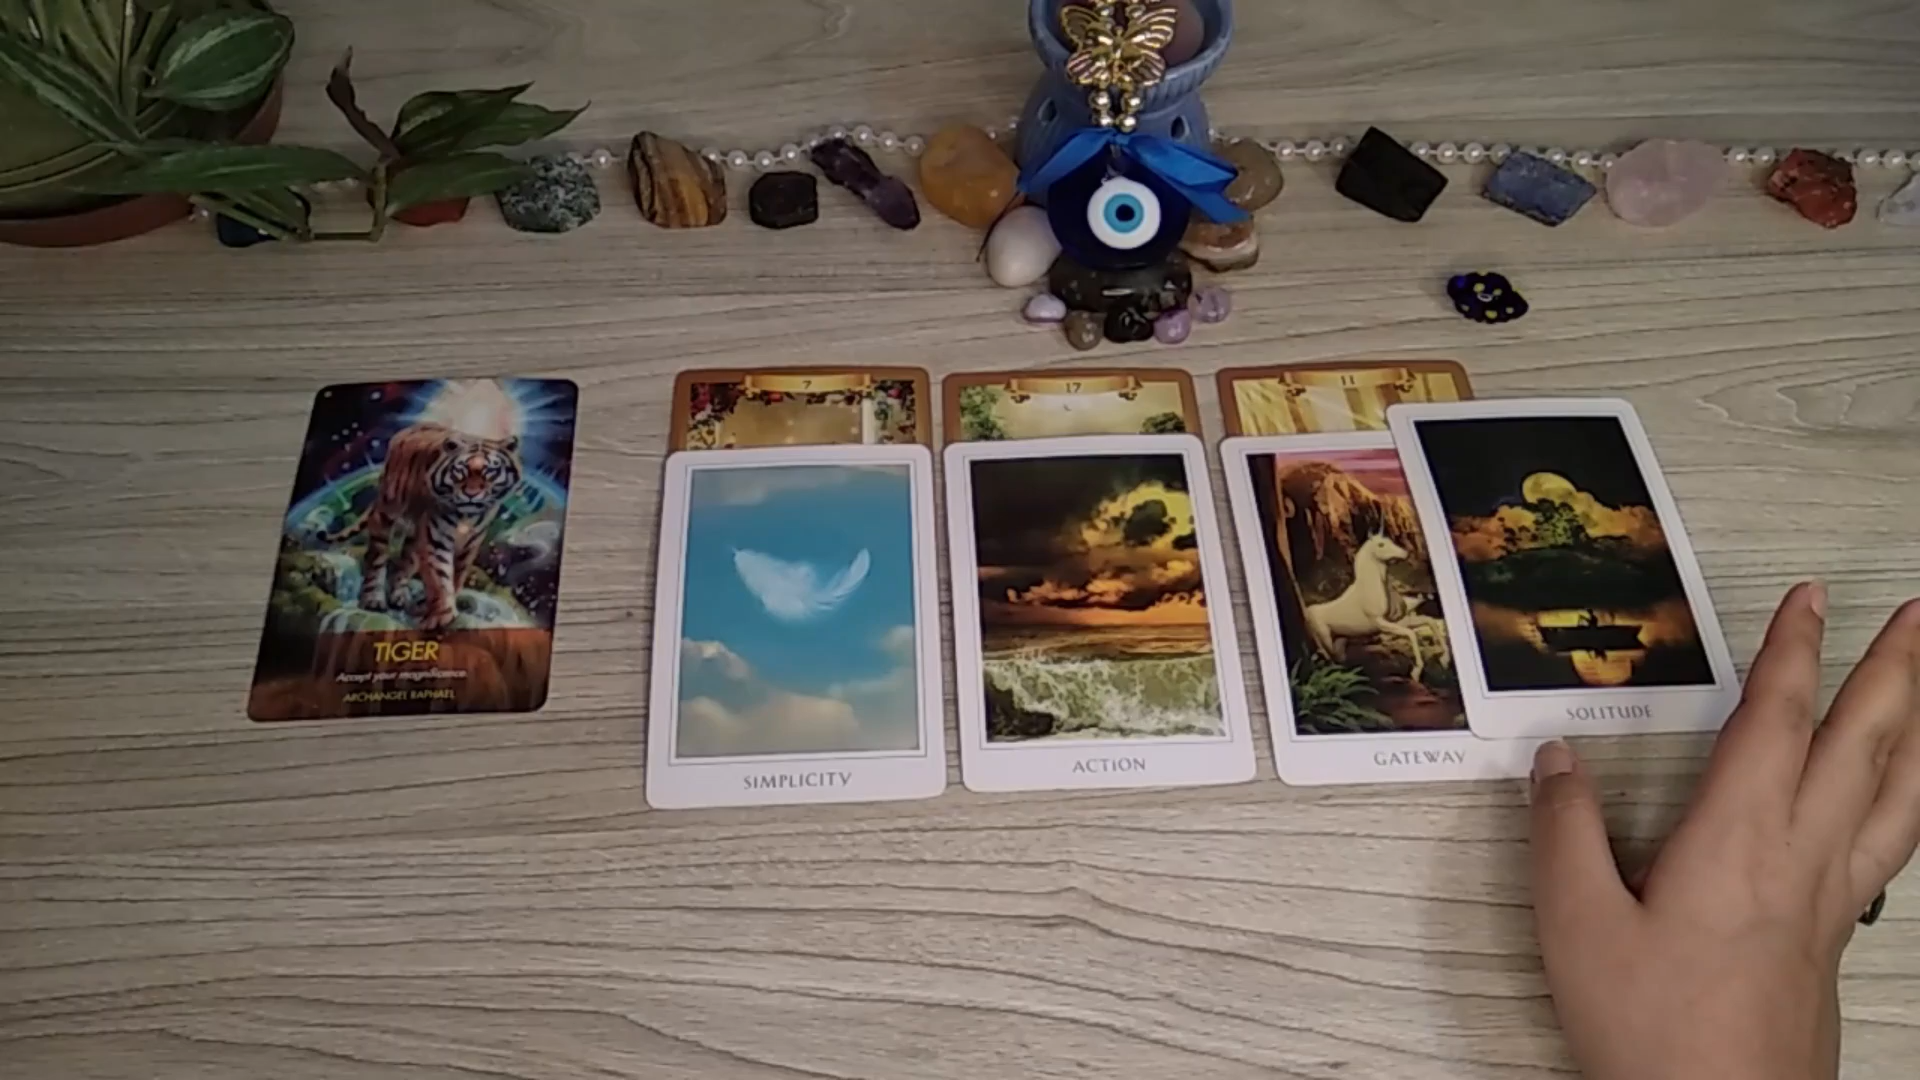 7
17
11
TIGER
Accept your magnificence.
ARCHANGEL RAPHAEL
SIMPLICITY
ACTION
GATEWAY
SOLITUDE